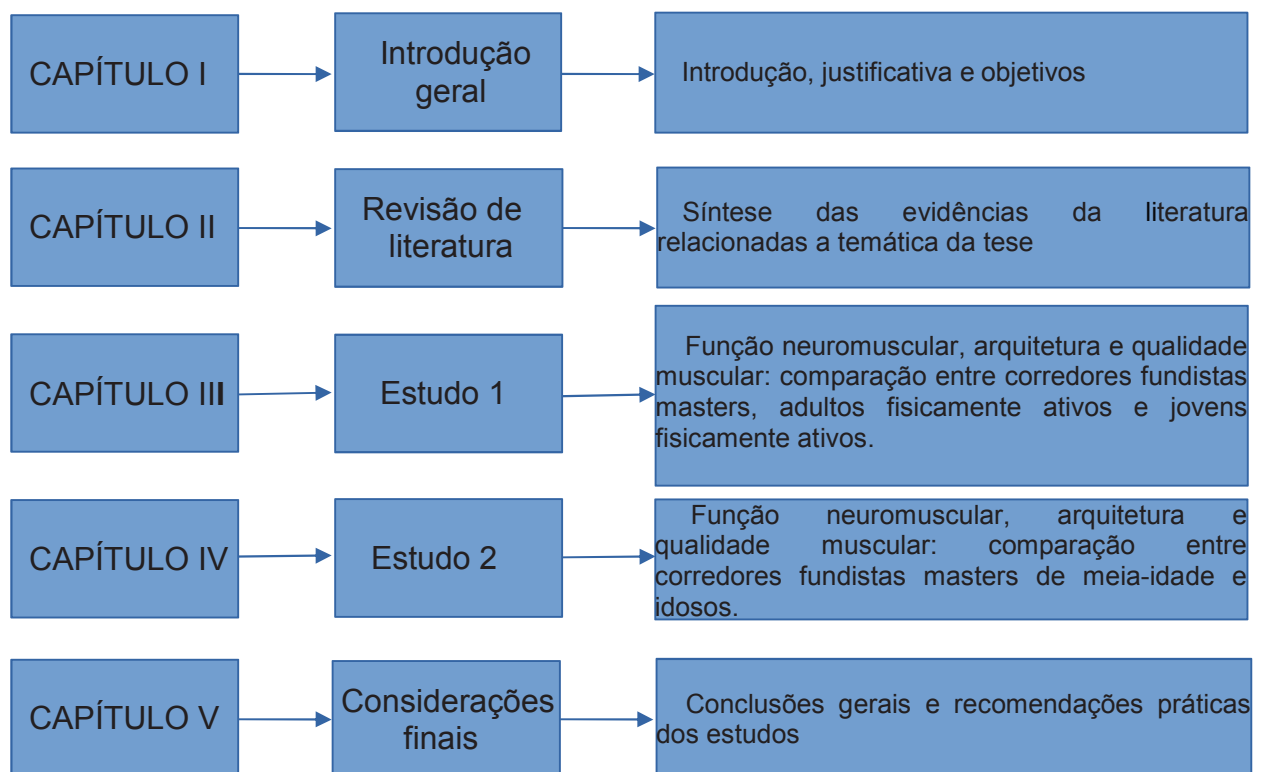 CAPÍTULO I
Introdução
geral
Introdução, justificativa e objetivos
CAPÍTULO II
Revisão de
literatura
Síntese das evidências da literatura
relacionadas a temática da tese
CAPÍTULO III
Estudo 1
Função neuromuscular, arquitetura e qualidade
muscular: comparação entre corredores fundistas
masters, adultos fisicamente ativos e jovens
fisicamente ativos.
CAPÍTULO IV
Estudo 2
Função neuromuscular, arquitetura e
qualidade muscular: comparação entre
corredores fundistas masters de meia-idade e
idosos.
CAPÍTULO V
Considerações
finais
Conclusões gerais e recomendações práticas
dos estudos